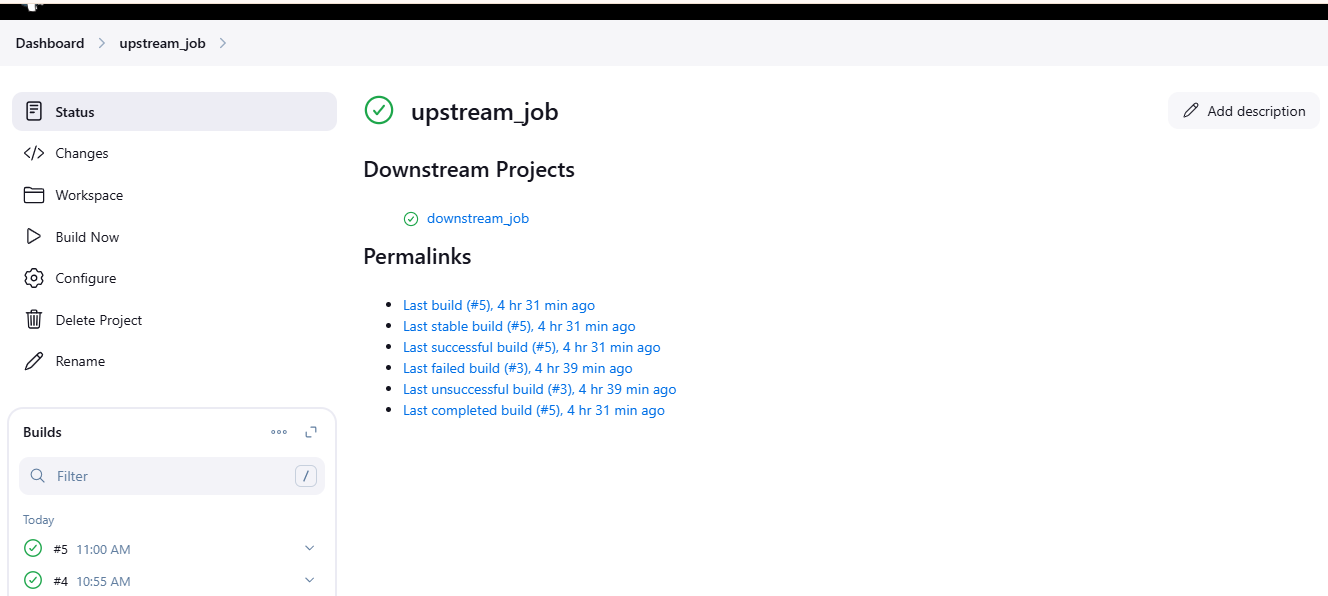 Dashboard > upstream_job >
Status
Changes
Workspace
Build Now
Configure
Delete Project
Rename
Builds
Filter /
Today
#5 11:00 AM
#4 10:55 AM
upstream_job
Add description
Downstream Projects
downstream_job
Permalinks
Last build (#5), 4 hr 31 min ago
Last stable build (#5), 4 hr 31 min ago
Last successful build (#5), 4 hr 31 min ago
Last failed build (#3), 4 hr 39 min ago
Last unsuccessful build (#3), 4 hr 39 min ago
Last completed build (#5), 4 hr 31 min ago